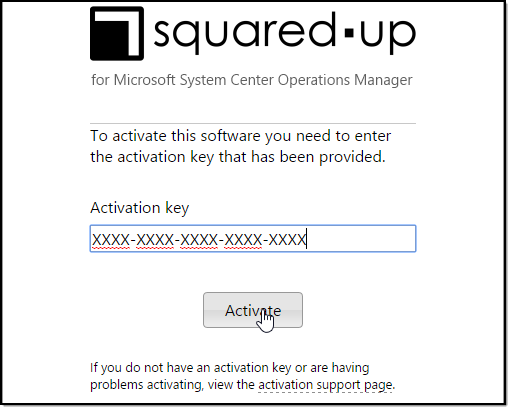 squared·up
for Microsoft System Center Operations Manager
To activate this software you need to enter
the activation key that has been provided.
Activation key
XXXX-XXXX-XXXX-XXXX-XXXX
Activate
If you do not have an activation key or are having
problems activating, view the activation support page.